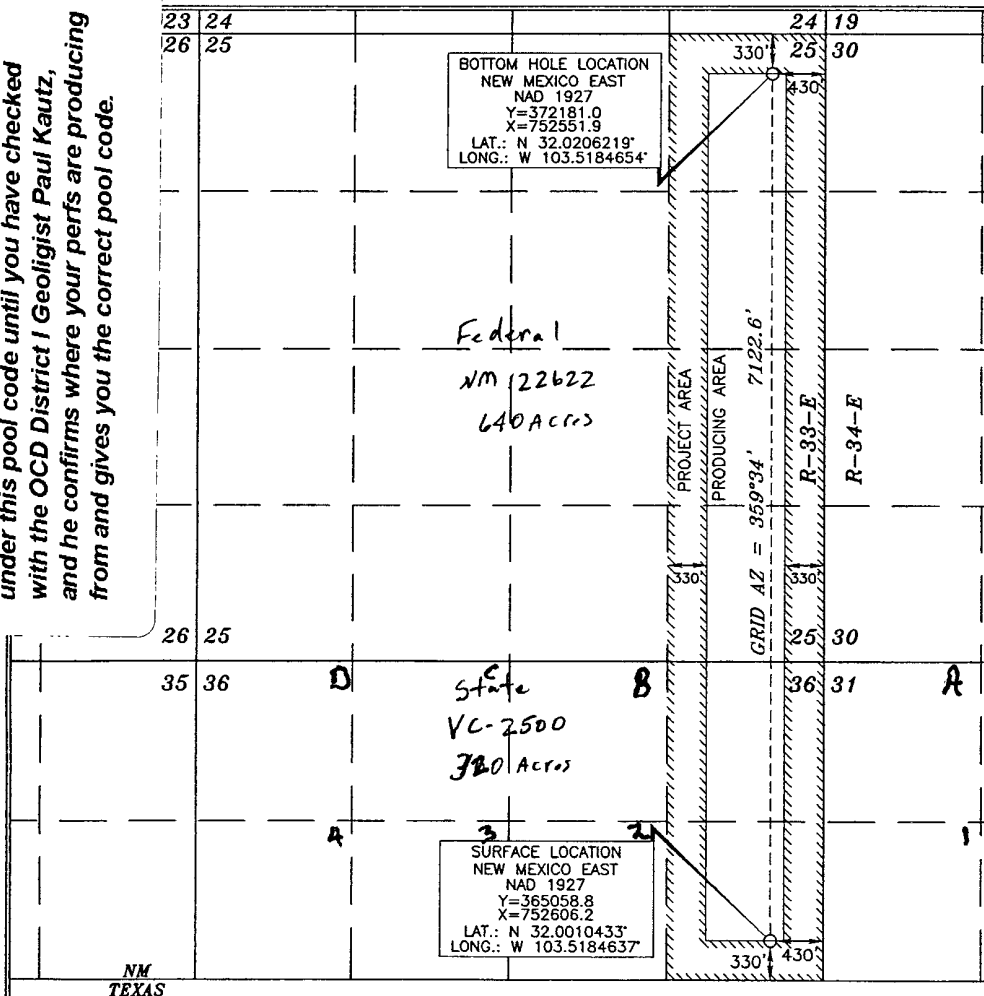 under this pool code until you have checked
with the OCD District I Geoligist Paul Kautz,
and he confirms where your perfs are producing
from and gives you the correct pool code.
23 24
26 25
24 19
25 30
330'
430'
BOTTOM HOLE LOCATION
NEW MEXICO EAST
NAD 1927
Y=372181.0
X=752551.9
LAT.: N 32.0206219°
LONG.: W 103.5184654°
Federal
NM 122622
640 Acres
PROJECT AREA
PRODUCING AREA
GRID AZ = 359°34' 7122.6'
R-33-E
R-34-E
330'
330'
26 25
25 30
35 36
36 31
D
C
B
A
State
VC-2500
320 Acres
4
3
2
1
SURFACE LOCATION
NEW MEXICO EAST
NAD 1927
Y=365058.8
X=752606.2
LAT.: N 32.0010433°
LONG.: W 103.5184637°
330'
430'
NM
TEXAS